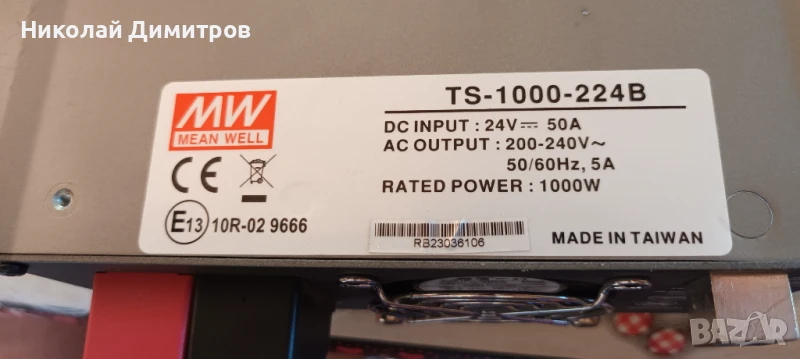 Николай Димитров
MW
MEAN WELL
TS-1000-224B
DC INPUT : 24V⎓ 50A
AC OUTPUT : 200-240V~
50/60Hz, 5A
RATED POWER : 1000W
CE
E13 10R-02 9666
RB23036106
MADE IN TAIWAN
BAZAR